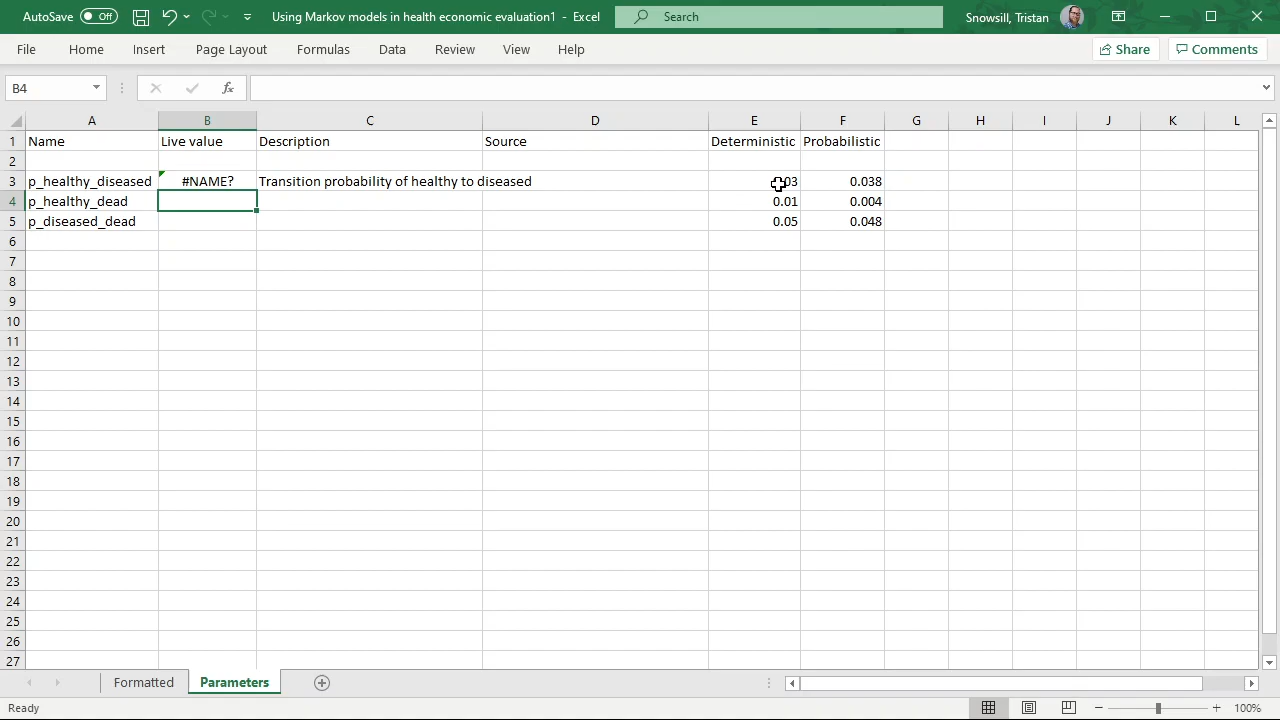 AutoSave Off Using Markov models in health economic evaluation1 - Excel Search Snowsill, Tristan
File Home Insert Page Layout Formulas Data Review View Help Share Comments
B4 fx
A B C D E F G H I J K L
1 Name Live value Description Source Deterministic Probabilistic
2
3 p_healthy_diseased #NAME? Transition probability of healthy to diseased 03 0.038
4 p_healthy_dead 0.01 0.004
5 p_diseased_dead 0.05 0.048
6
7
8
9
10
11
12
13
14
15
16
17
18
19
20
21
22
23
24
25
26
27
Formatted Parameters
Ready 100%